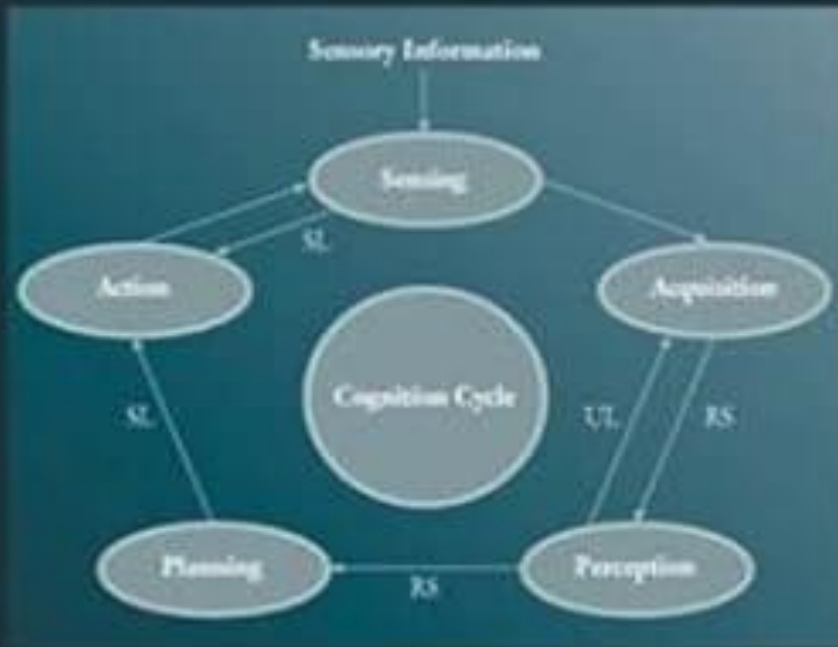 Sensory Information
Sensing
SL
Action
Acquisition
Cognition Cycle
SL
UL
RS
Planning
Perception
RS